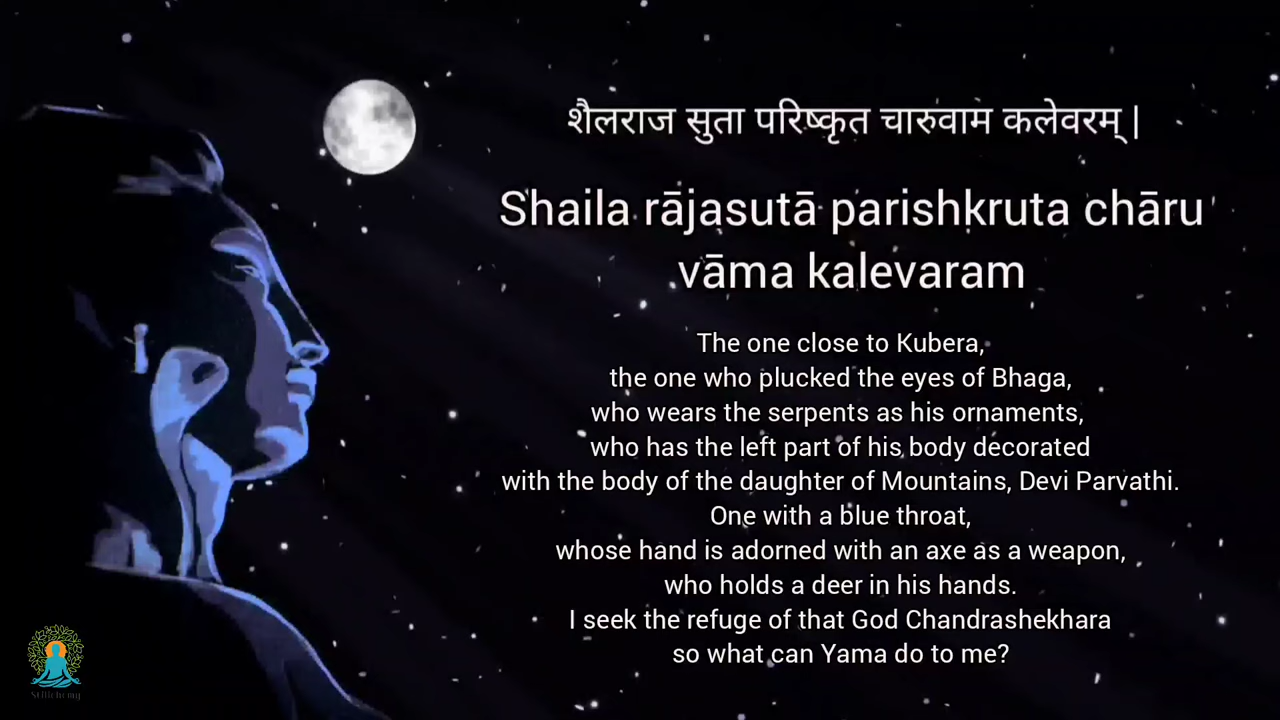 शैलराज सुता परिष्कृत चारुवाम कलेवरम् |
Shaila rājasutā parishkruta chāru
vāma kalevaram
The one close to Kubera,
the one who plucked the eyes of Bhaga,
who wears the serpents as his ornaments,
who has the left part of his body decorated
with the body of the daughter of Mountains, Devi Parvathi.
One with a blue throat,
whose hand is adorned with an axe as a weapon,
who holds a deer in his hands.
I seek the refuge of that God Chandrashekhara
so what can Yama do to me?